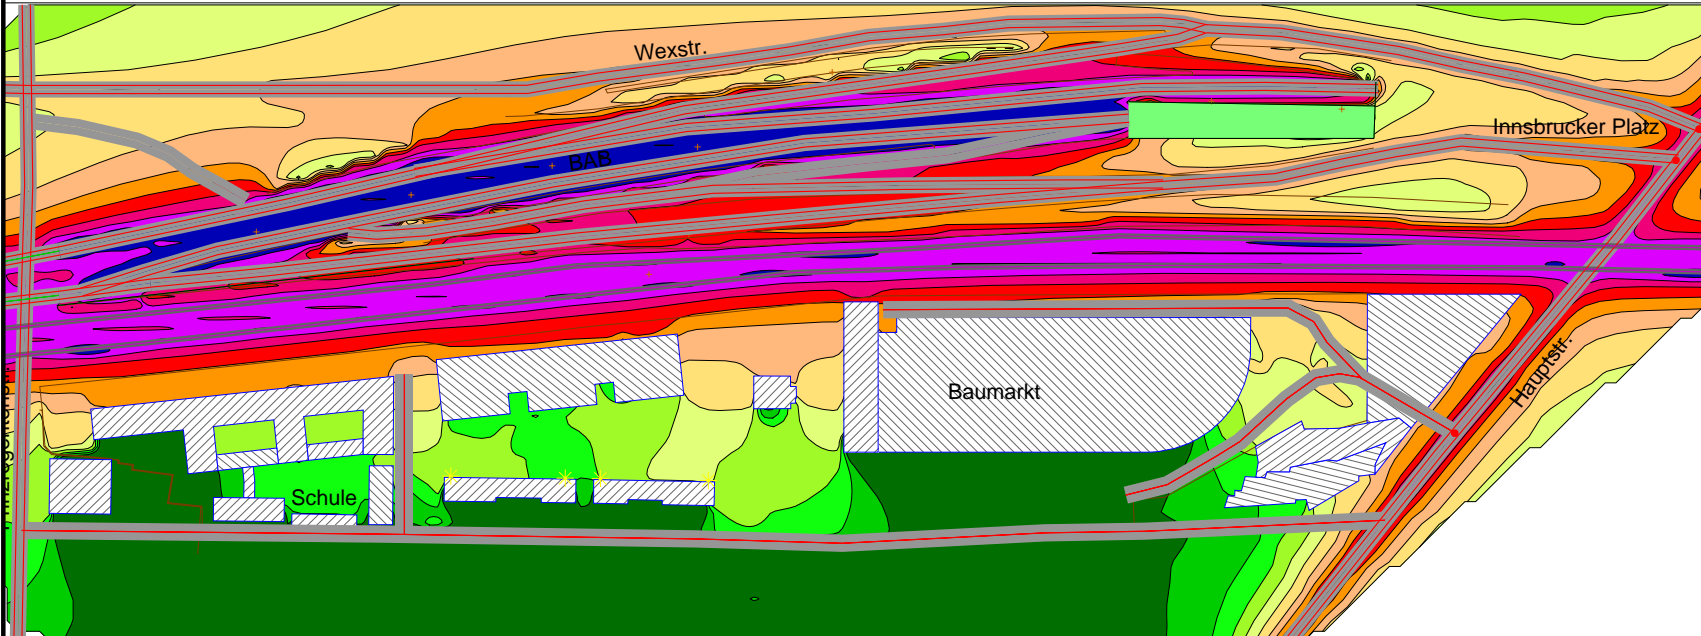 Wexstr.
Innsbrucker Platz
BAB
Baumarkt
Hauptstr.
Schule